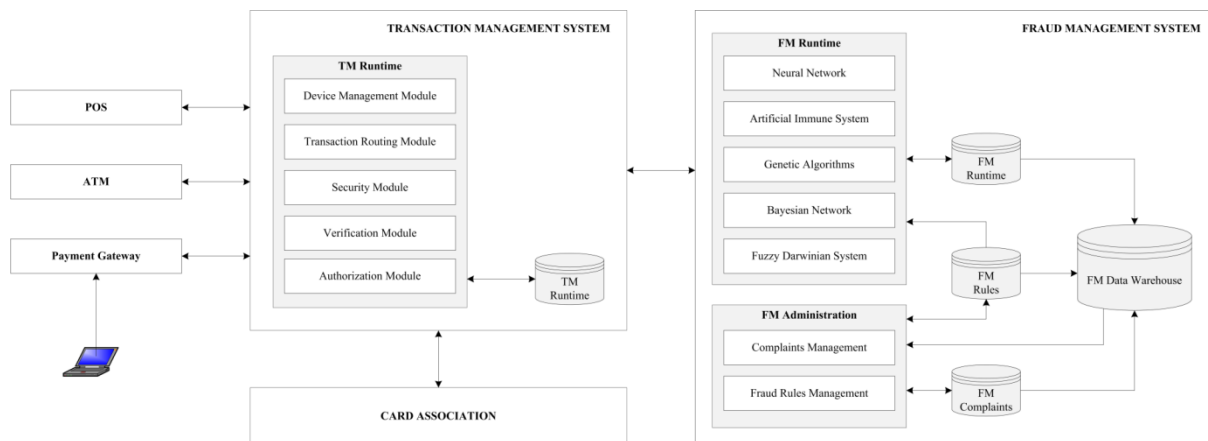 TRANSACTION MANAGEMENT SYSTEM
TM Runtime
Device Management Module
Transaction Routing Module
Security Module
Verification Module
Authorization Module
TM
Runtime
POS
ATM
Payment Gateway
CARD ASSOCIATION
FRAUD MANAGEMENT SYSTEM
FM Runtime
Neural Network
Artificial Immune System
Genetic Algorithms
Bayesian Network
Fuzzy Darwinian System
FM
Runtime
FM
Rules
FM Data Warehouse
FM Administration
Complaints Management
Fraud Rules Management
FM
Complaints